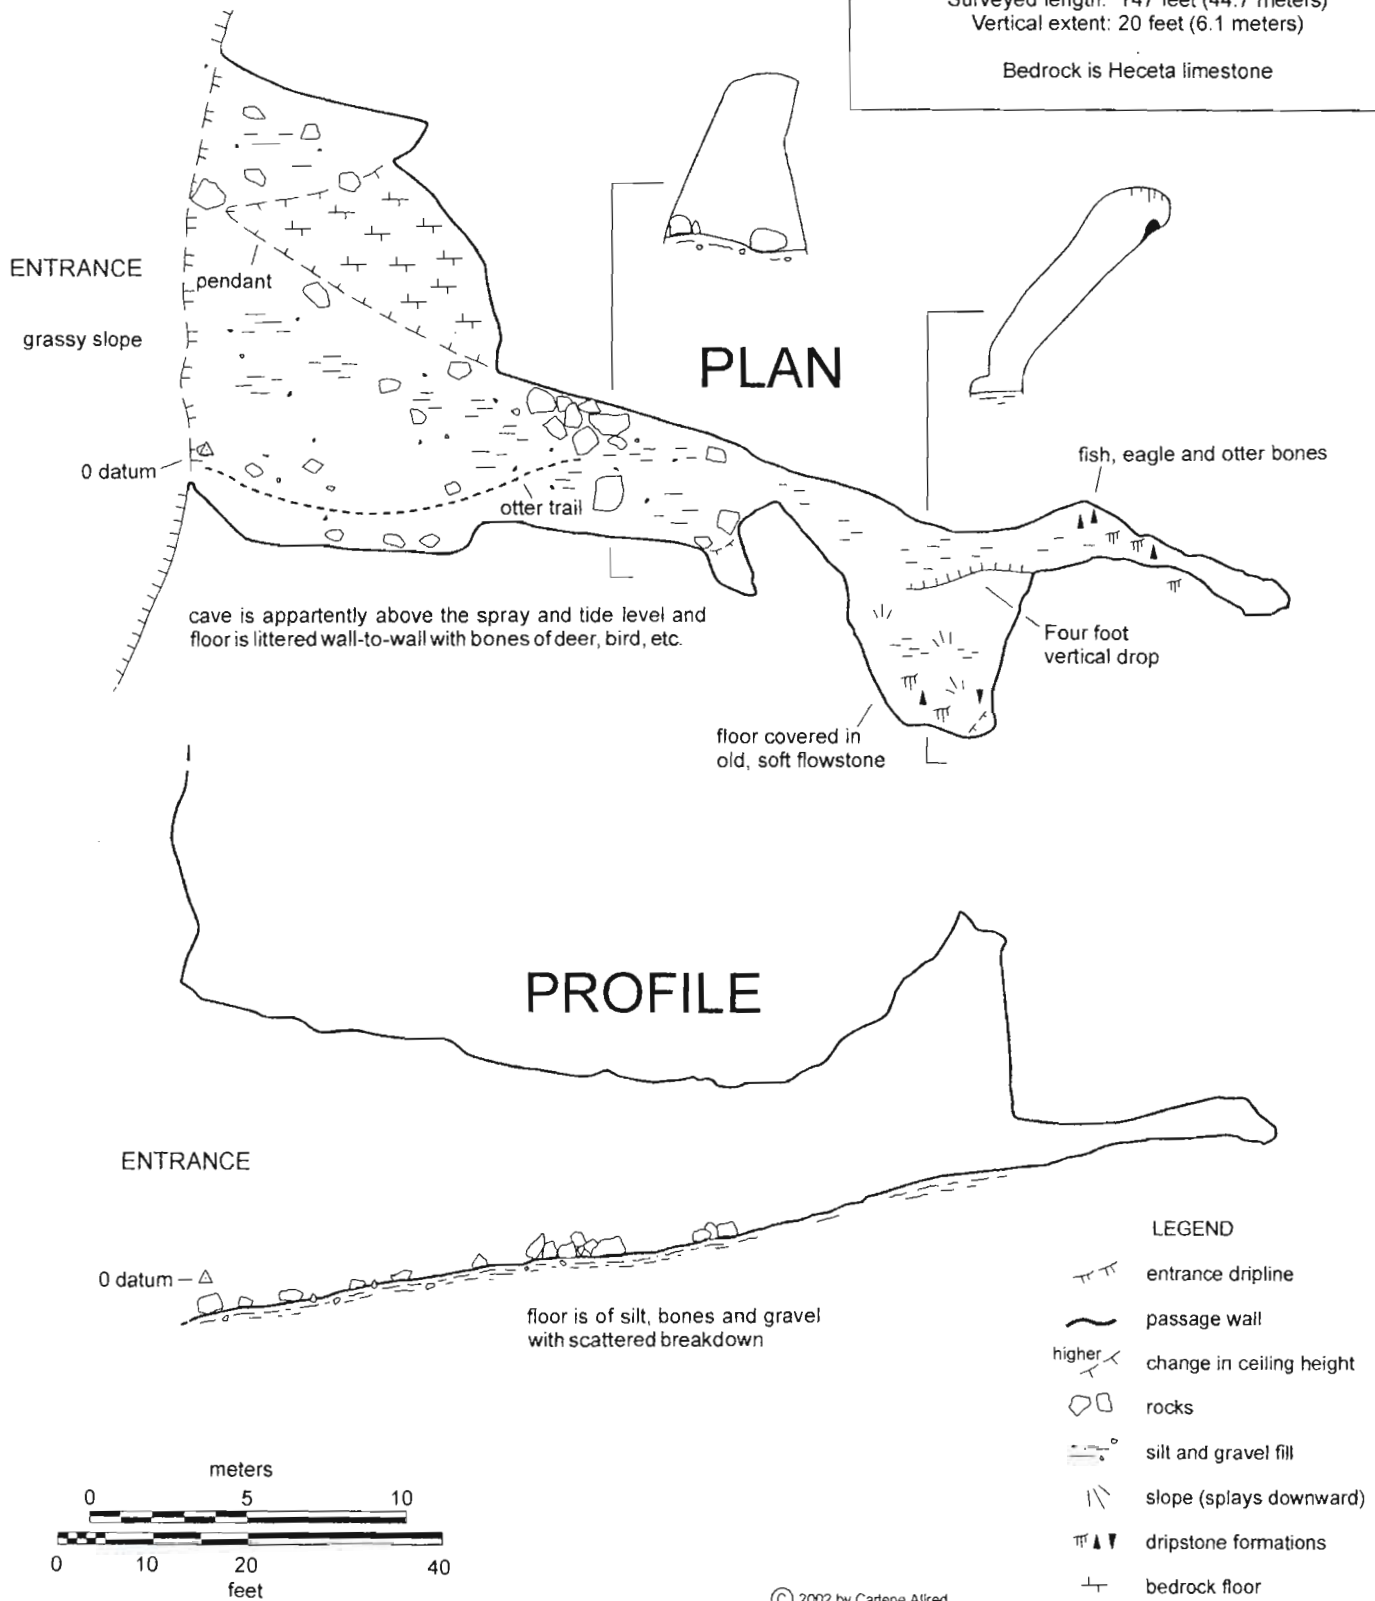 Surveyed length: 147 feet (44.7 meters)
Vertical extent: 20 feet (6.1 meters)
Bedrock is Heceta limestone
ENTRANCE
pendant
grassy slope
PLAN
0 datum
otter trail
fish, eagle and otter bones
cave is appartently above the spray and tide level and
floor is littered wall-to-wall with bones of deer, bird, etc.
Four foot
vertical drop
floor covered in
old, soft flowstone
PROFILE
ENTRANCE
0 datum
floor is of silt, bones and gravel
with scattered breakdown
LEGEND
entrance dripline
passage wall
higher
change in ceiling height
rocks
silt and gravel fill
slope (splays downward)
dripstone formations
bedrock floor
meters
0 5 10
0 10 20 40
feet
© 2002 by Carlene Allred